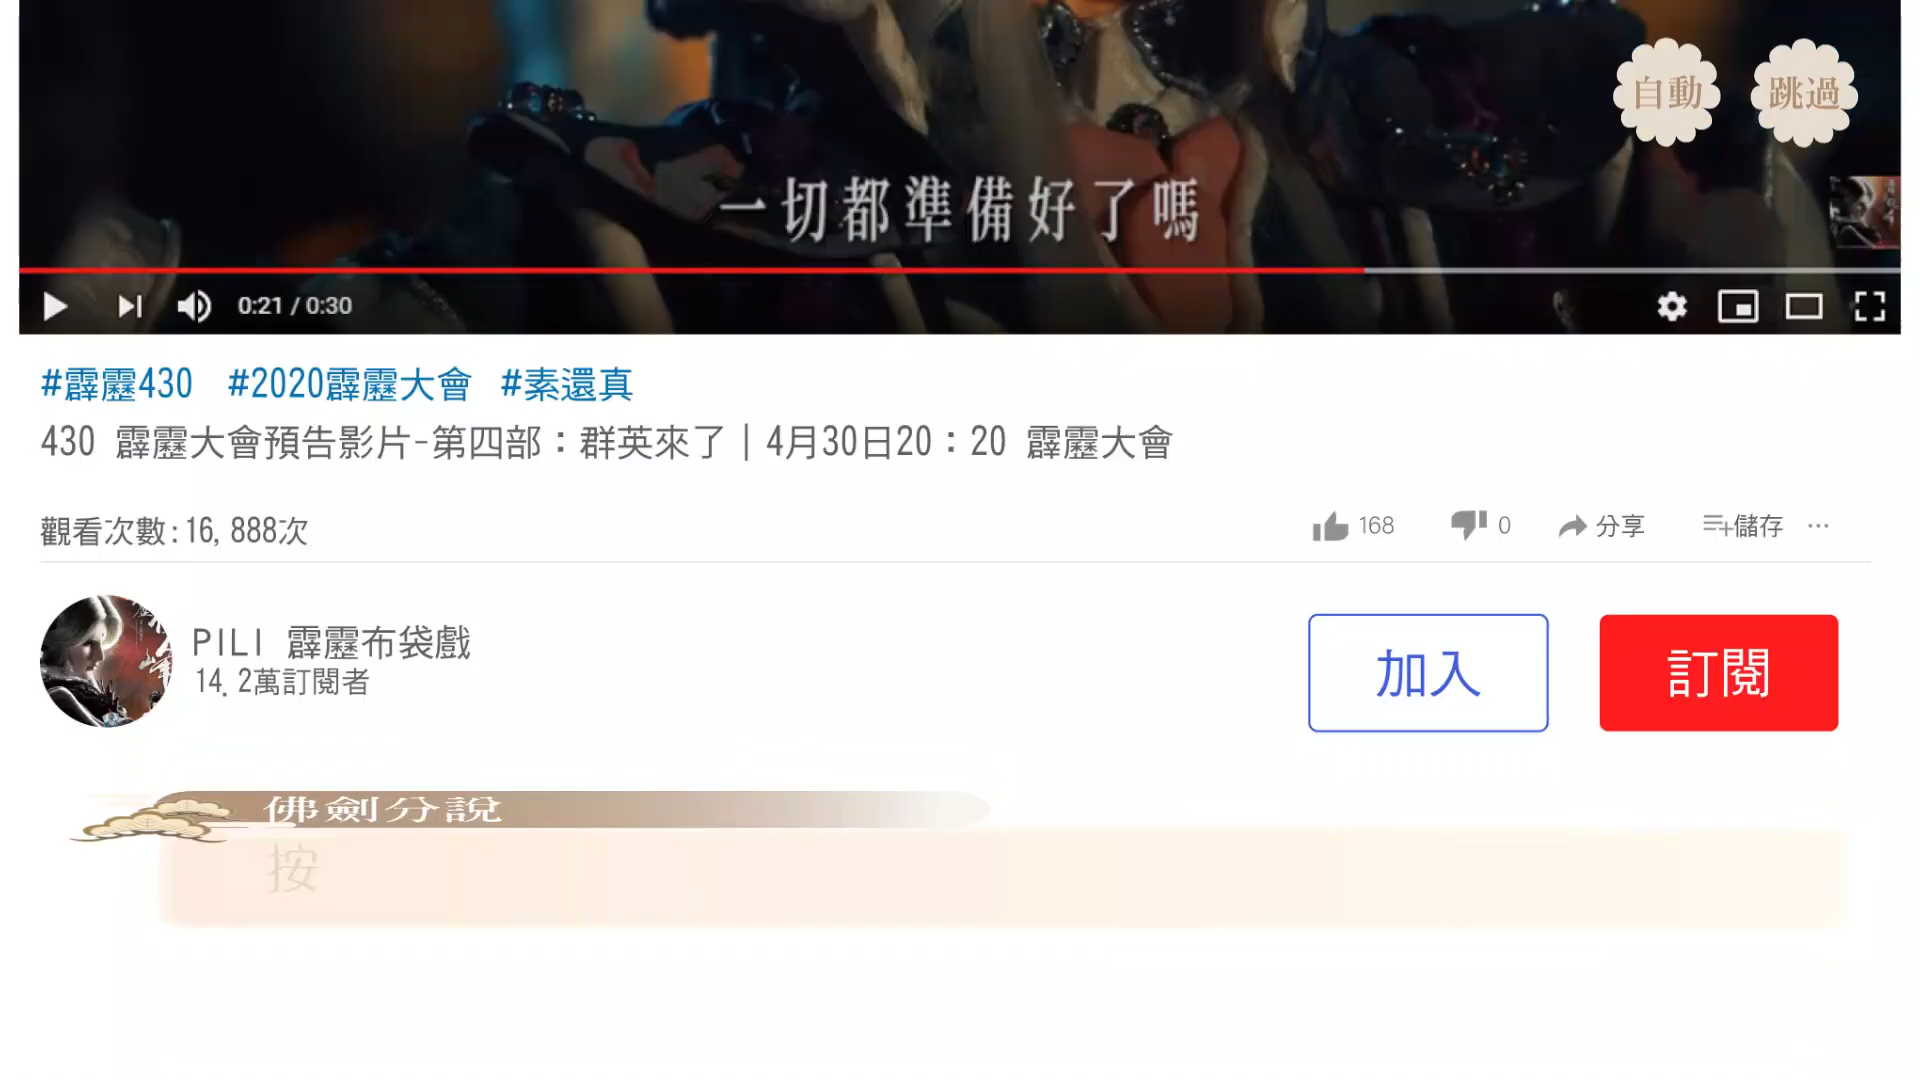 自動 跳過
一切都準備好了嗎
0:21 / 0:30
#霹靂430 #2020霹靂大會 #素還真
430 霹靂大會預告影片-第四部：群英來了｜4月30日20：20 霹靂大會
觀看次數:16,888次 168 0 分享 儲存 ...
PILI 霹靂布袋戲
14.2萬訂閱者
加入 訂閱
佛劍分說
按